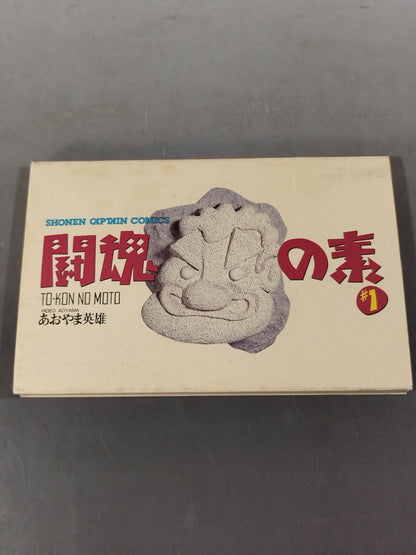 SHONEN CAPTAIN COMICS
闘魂の素
TO-KON NO MOTO
#1
HIDEO AOYAMA
あおやま英雄